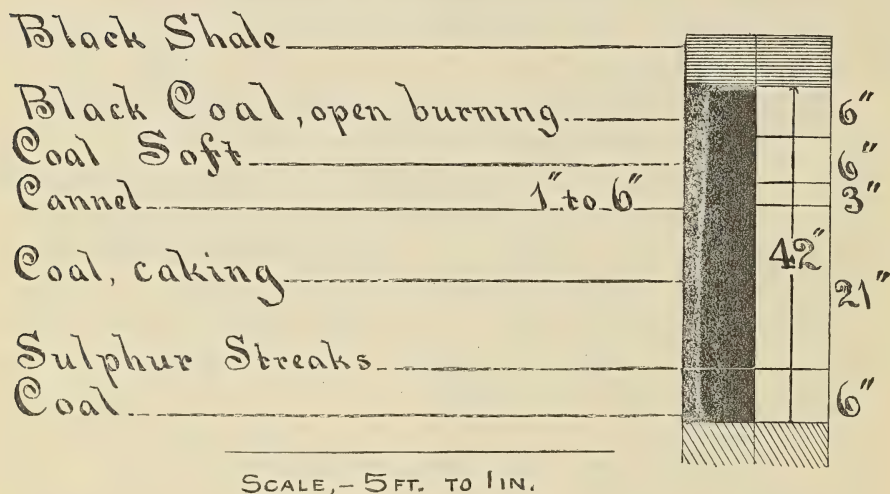 Black Shale
Black Coal, open burning 6"
Coal Soft 6"
Cannel 1" to 6" 3"
42"
Coal, caking 21"
Sulphur Streaks
Coal 6"
SCALE,- 5 FT. TO 1 IN.